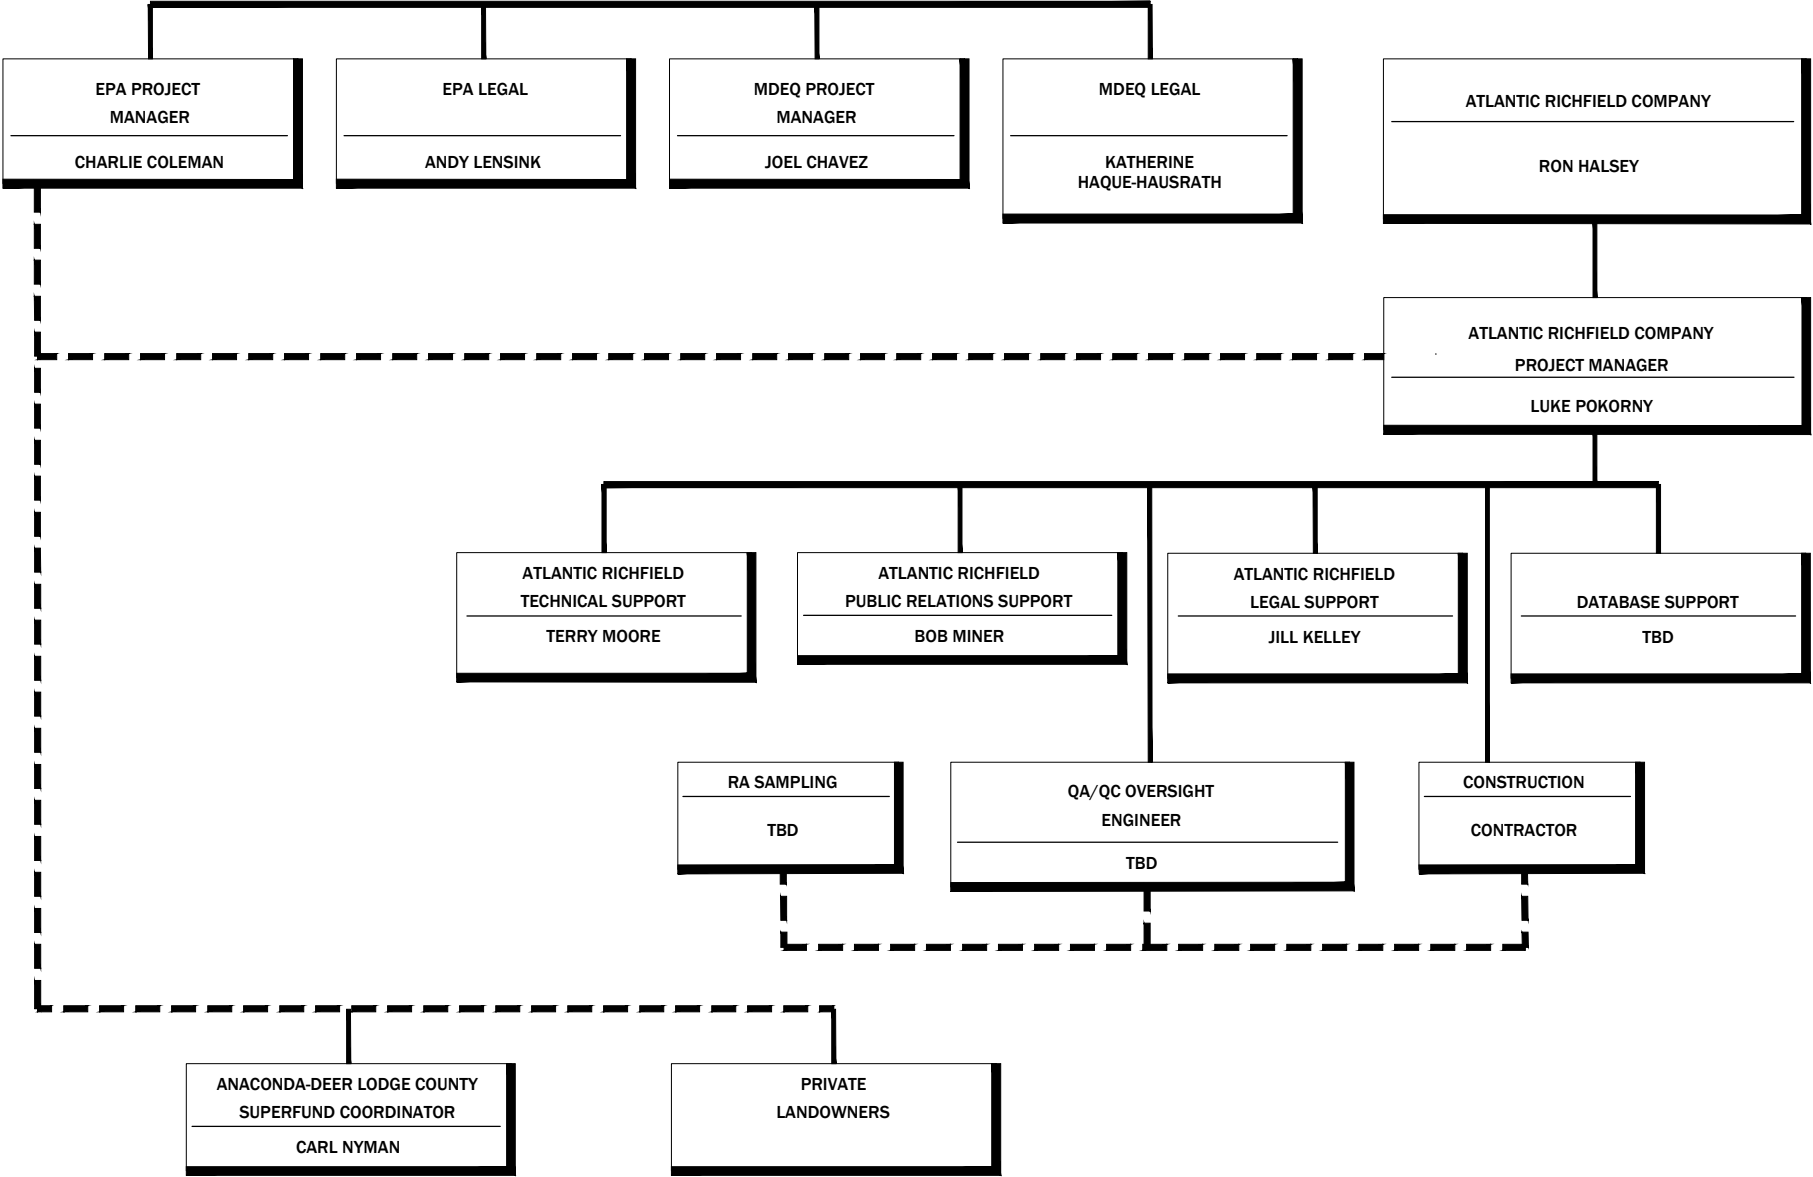 EPA PROJECT
MANAGER
CHARLIE COLEMAN
EPA LEGAL
ANDY LENSINK
MDEQ PROJECT
MANAGER
JOEL CHAVEZ
MDEQ LEGAL
KATHERINE
HAQUE-HAUSRATH
ATLANTIC RICHFIELD COMPANY
RON HALSEY
ATLANTIC RICHFIELD COMPANY
PROJECT MANAGER
LUKE POKORNY
ATLANTIC RICHFIELD
TECHNICAL SUPPORT
TERRY MOORE
ATLANTIC RICHFIELD
PUBLIC RELATIONS SUPPORT
BOB MINER
ATLANTIC RICHFIELD
LEGAL SUPPORT
JILL KELLEY
DATABASE SUPPORT
TBD
RA SAMPLING
TBD
QA/QC OVERSIGHT
ENGINEER
TBD
CONSTRUCTION
CONTRACTOR
ANACONDA-DEER LODGE COUNTY
SUPERFUND COORDINATOR
CARL NYMAN
PRIVATE
LANDOWNERS